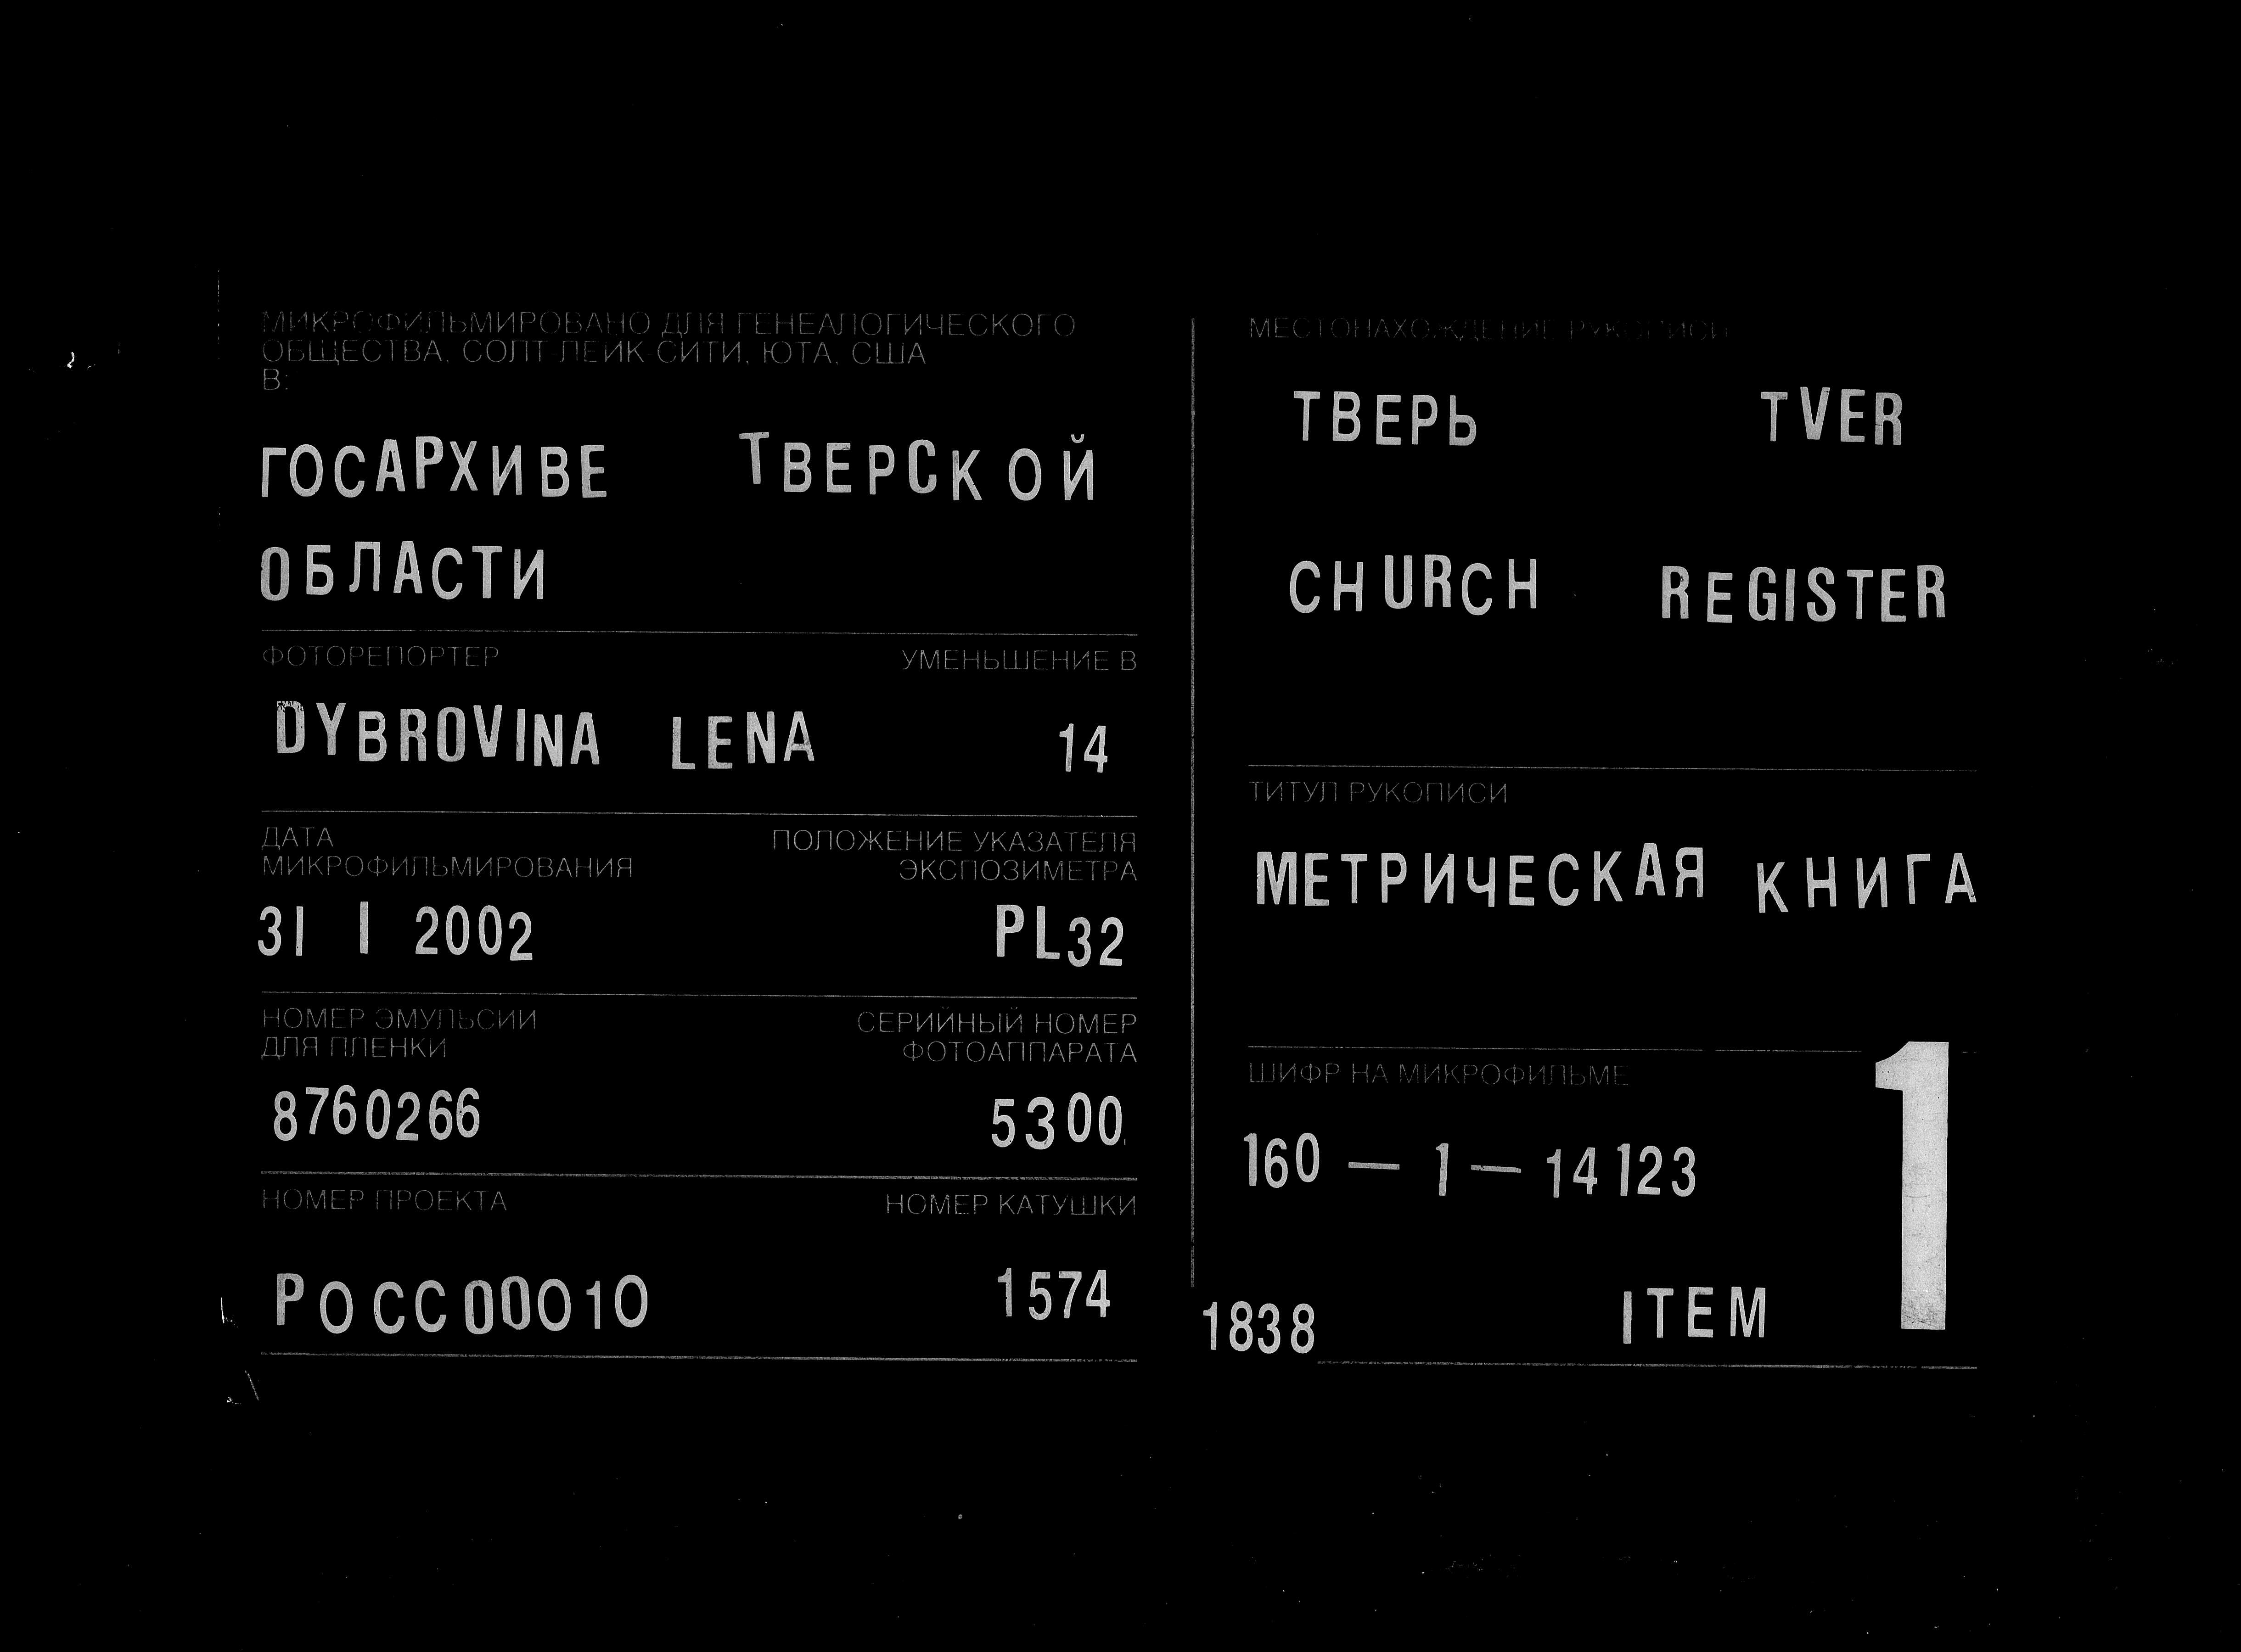 МИКРОФИЛЬМИРОВАНО ДЛЯ ГЕНЕАЛОГИЧЕСКОГО
ОБЩЕСТВА, СОЛТ-ЛЕЙК-СИТИ, ЮТА, США
В:
ГОСАРХИВЕ ТВЕРСКОЙ
ОБЛАСТИ
ФОТОРЕПОРТЕР УМЕНЬШЕНИЕ В
DYBROVINA LENA 14
ДАТА ПОЛОЖЕНИЕ УКАЗАТЕЛЯ
МИКРОФИЛЬМИРОВАНИЯ ЭКСПОЗИМЕТРА
31 I 2002 PL32
НОМЕР ЭМУЛЬСИИ СЕРИЙНЫЙ НОМЕР
ДЛЯ ПЛЕНКИ ФОТОАППАРАТА
8760266 5300
НОМЕР ПРОЕКТА НОМЕР КАТУШКИ
РОСС00010 1574
МЕСТОНАХОЖДЕНИЕ РУКОПИСИ
ТВЕРЬ TVER
CHURCH REGISTER
ТИТУЛ РУКОПИСИ
МЕТРИЧЕСКАЯ КНИГА
ШИФР НА МИКРОФИЛЬМЕ
160 — 1 — 14123
1838 ITEM 1